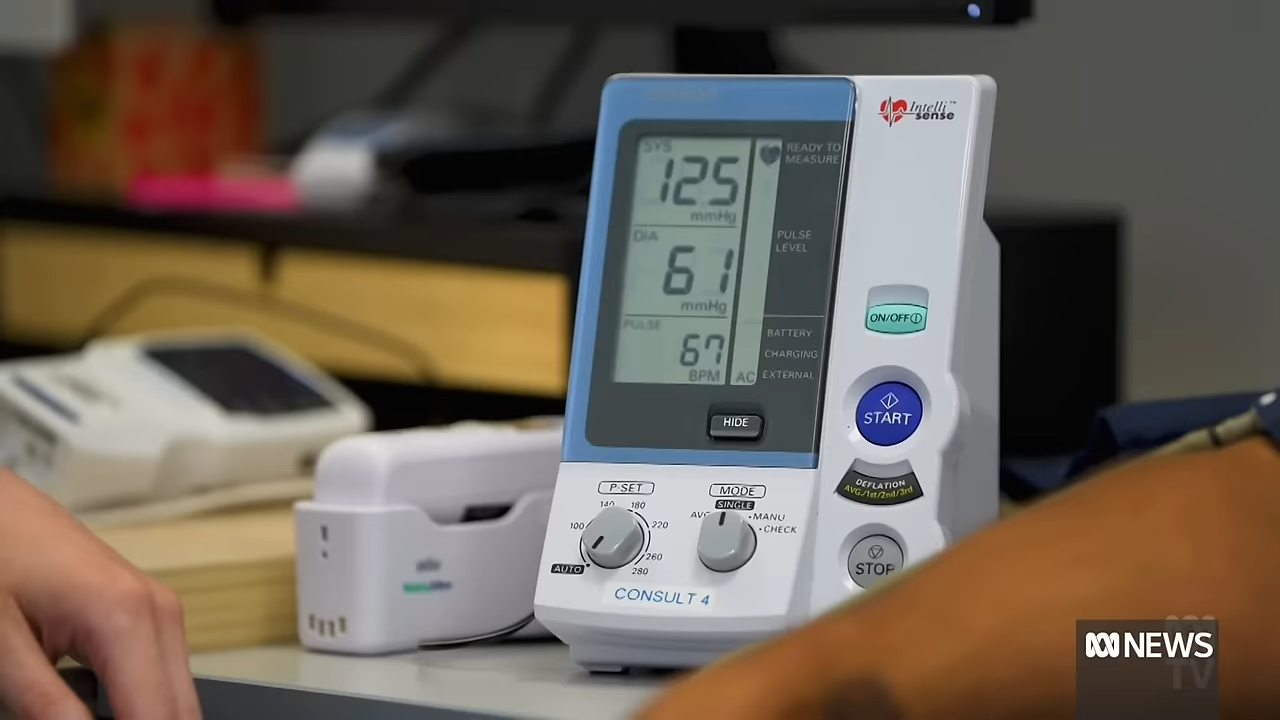 Intelli™
sense
SYS
125
mmHg
READY TO
MEASURE
DIA
61
mmHg
PULSE
LEVEL
PULSE
67
BPM
AC
BATTERY
CHARGING
EXTERNAL
ON/OFF
START
HIDE
DEFLATION
AVG./1st/2nd/3rd
P-SET
140 180
100 220
260
AUTO 280
MODE
SINGLE
AVG. MANU
CHECK
STOP
CONSULT 4
ABC NEWS
TV